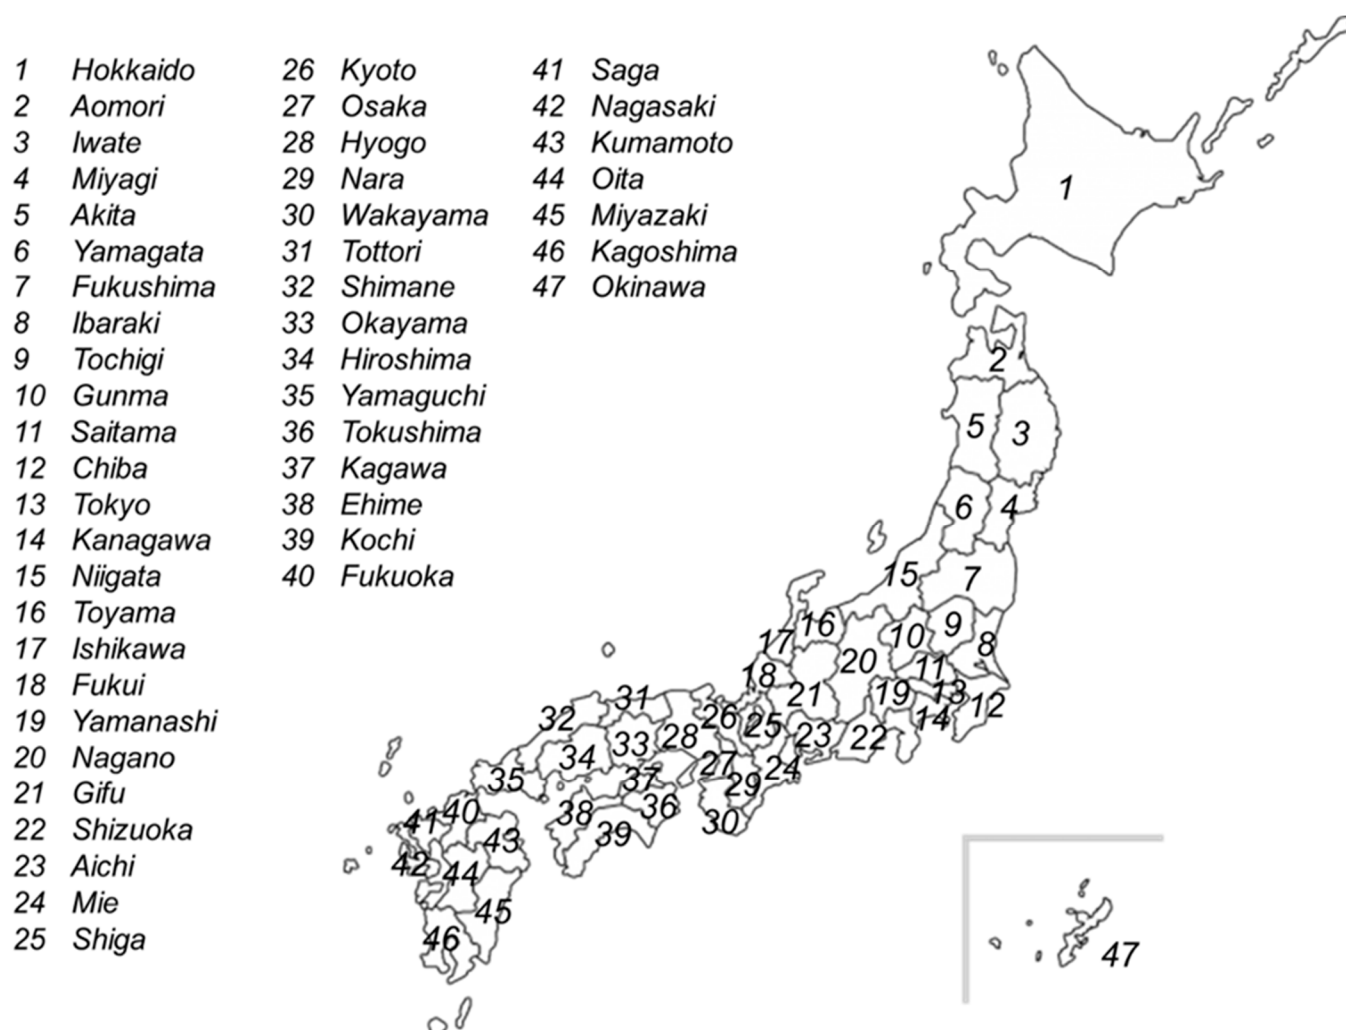 1 Hokkaido
2 Aomori
3 Iwate
4 Miyagi
5 Akita
6 Yamagata
7 Fukushima
8 Ibaraki
9 Tochigi
10 Gunma
11 Saitama
12 Chiba
13 Tokyo
14 Kanagawa
15 Niigata
16 Toyama
17 Ishikawa
18 Fukui
19 Yamanashi
20 Nagano
21 Gifu
22 Shizuoka
23 Aichi
24 Mie
25 Shiga
26 Kyoto
27 Osaka
28 Hyogo
29 Nara
30 Wakayama
31 Tottori
32 Shimane
33 Okayama
34 Hiroshima
35 Yamaguchi
36 Tokushima
37 Kagawa
38 Ehime
39 Kochi
40 Fukuoka
41 Saga
42 Nagasaki
43 Kumamoto
44 Oita
45 Miyazaki
46 Kagoshima
47 Okinawa
1
2
5
3
6
4
15
7
16
9
17
10
8
20
18
11
21
19
13
31
12
32
26
25
14
33
28
23
22
34
27
24
35
37
29
36
40
38
41
30
39
43
42
44
45
46
47